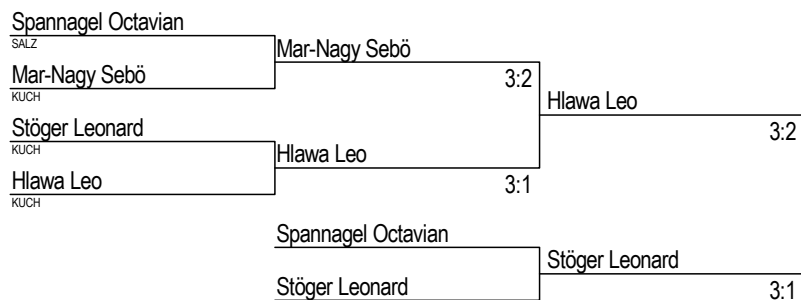 Spannagel Octavian
SALZ
Mar-Nagy Sebö
3:2
Mar-Nagy Sebö
KUCH
Hlawa Leo
3:2
Stöger Leonard
KUCH
Hlawa Leo
3:1
Hlawa Leo
KUCH
Spannagel Octavian
Stöger Leonard
3:1
Stöger Leonard